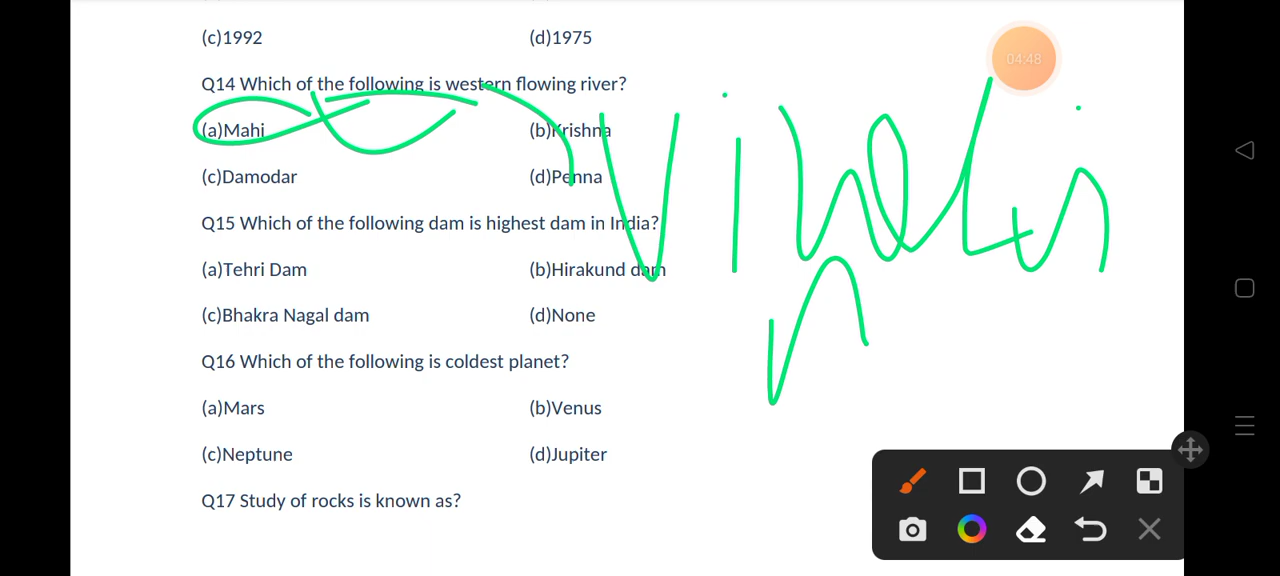 (c)1992 (d)1975
04:48
Q14 Which of the following is western flowing river?
(a)Mahi (b)Krishna
(c)Damodar (d)Penna
Q15 Which of the following dam is highest dam in India?
(a)Tehri Dam (b)Hirakund dam
(c)Bhakra Nagal dam (d)None
Q16 Which of the following is coldest planet?
(a)Mars (b)Venus
(c)Neptune (d)Jupiter
Q17 Study of rocks is known as?